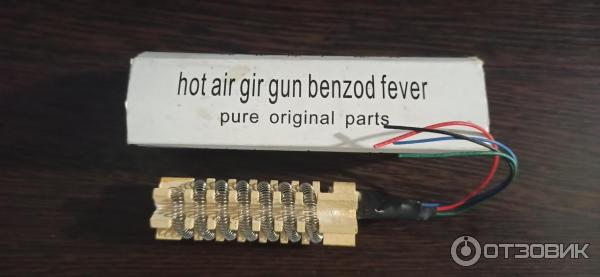 hot air gir gun benzod fever
pure original parts
ОТЗОВИК